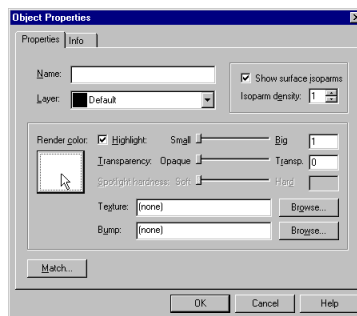 Object Properties
Properties Info
Name:
Show surface isoparms
Layer: Default
Isoparm density: 1
Render color: Highlight: Small Big 1
Transparency: Opaque Transp. 0
Spotlight hardness: Soft Hard
Texture: (none) Browse...
Bump: (none) Browse...
Match...
OK Cancel Help